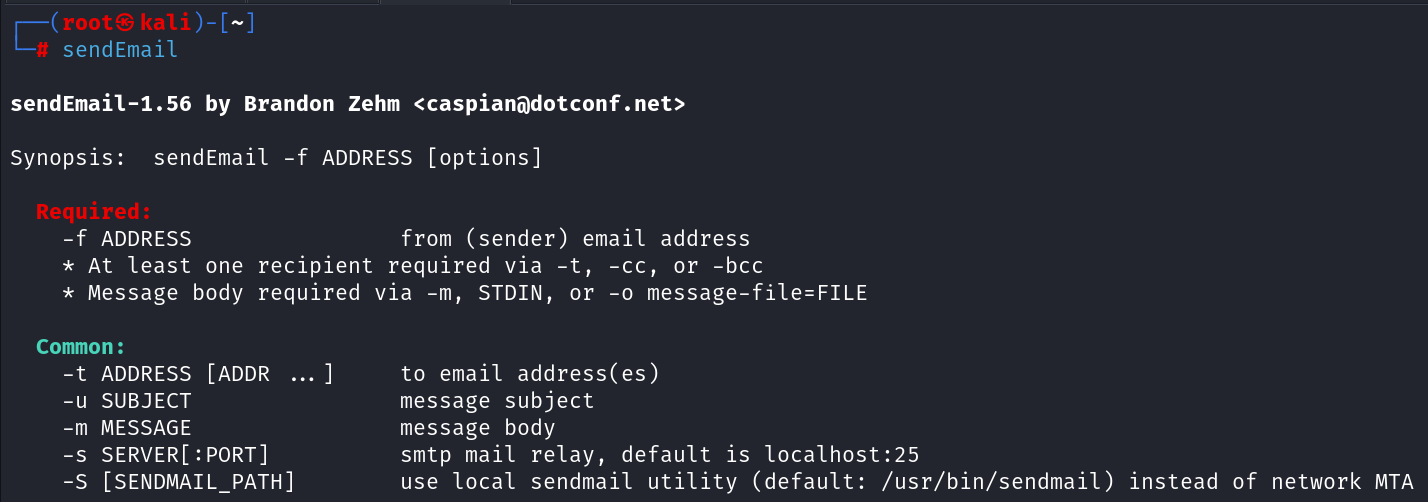 ┌──(root㉿kali)-[~]
└─# sendEmail
sendEmail-1.56 by Brandon Zehm <caspian@dotconf.net>
Synopsis:  sendEmail -f ADDRESS [options]
Required:
-f ADDRESS                from (sender) email address
* At least one recipient required via -t, -cc, or -bcc
* Message body required via -m, STDIN, or -o message-file=FILE
Common:
-t ADDRESS [ADDR ...]     to email address(es)
-u SUBJECT                message subject
-m MESSAGE                message body
-s SERVER[:PORT]          smtp mail relay, default is localhost:25
-S [SENDMAIL_PATH]        use local sendmail utility (default: /usr/bin/sendmail) instead of network MTA